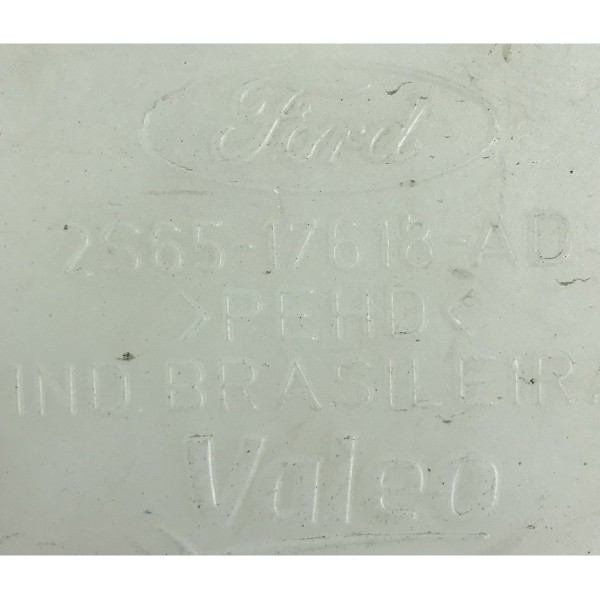 Ford
2S65-17618-AD
>PEHD<
IND. BRASILEIRA
Valeo